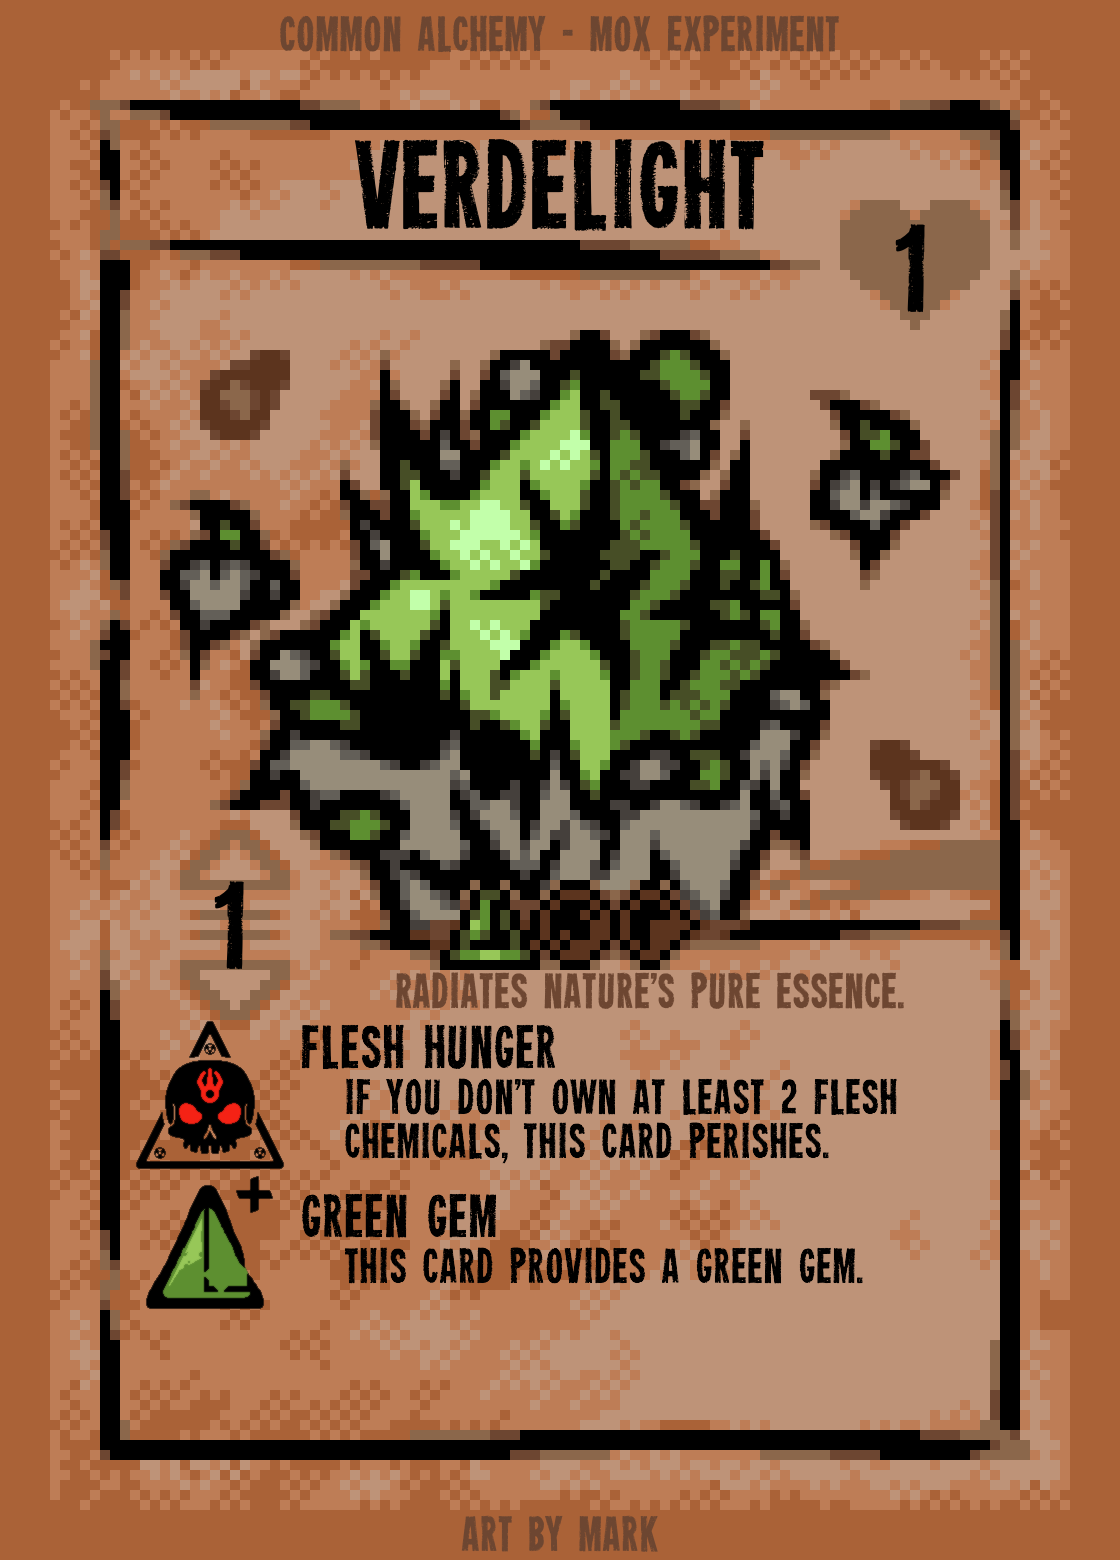 COMMON ALCHEMY - MOX EXPERIMENT
VERDELIGHT
1
1
RADIATES NATURE'S PURE ESSENCE.
FLESH HUNGER
IF YOU DON'T OWN AT LEAST 2 FLESH
CHEMICALS, THIS CARD PERISHES.
+
GREEN GEM
THIS CARD PROVIDES A GREEN GEM.
ART BY MARK